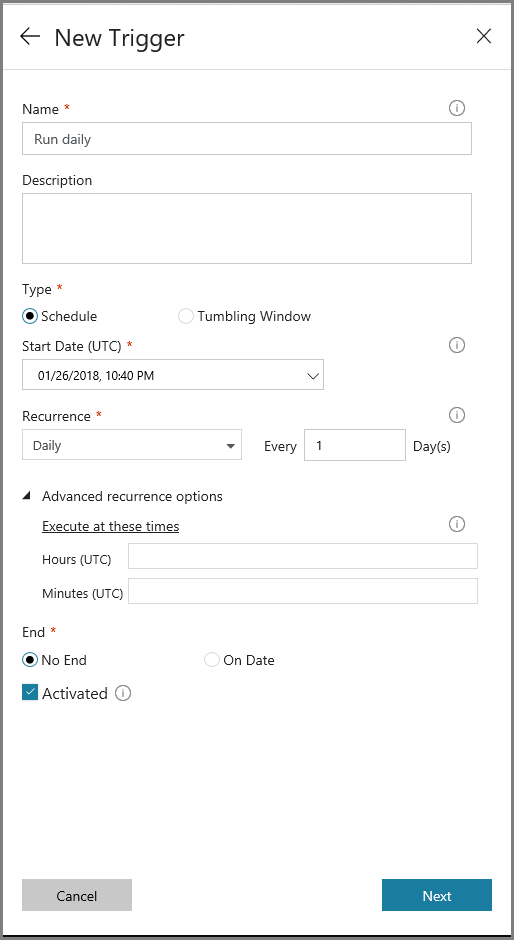 New Trigger
Name *
Run daily
Description
Type *
Schedule Tumbling Window
Start Date (UTC) *
01/26/2018, 10:40 PM
Recurrence *
Daily Every 1 Day(s)
Advanced recurrence options
Execute at these times
Hours (UTC)
Minutes (UTC)
End *
No End On Date
Activated
Cancel Next